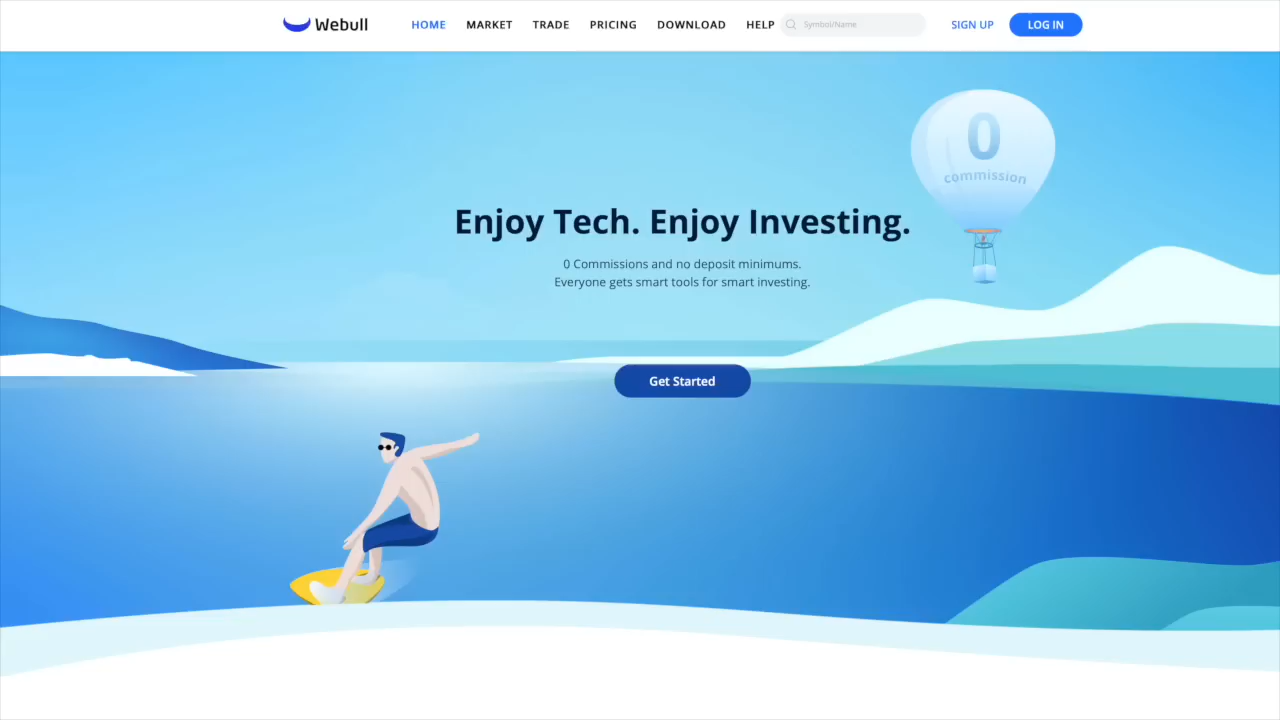 Webull
HOME MARKET TRADE PRICING DOWNLOAD HELP
Symbol/Name
SIGN UP LOG IN
0
commission
Enjoy Tech. Enjoy Investing.
0 Commissions and no deposit minimums.
Everyone gets smart tools for smart investing.
Get Started